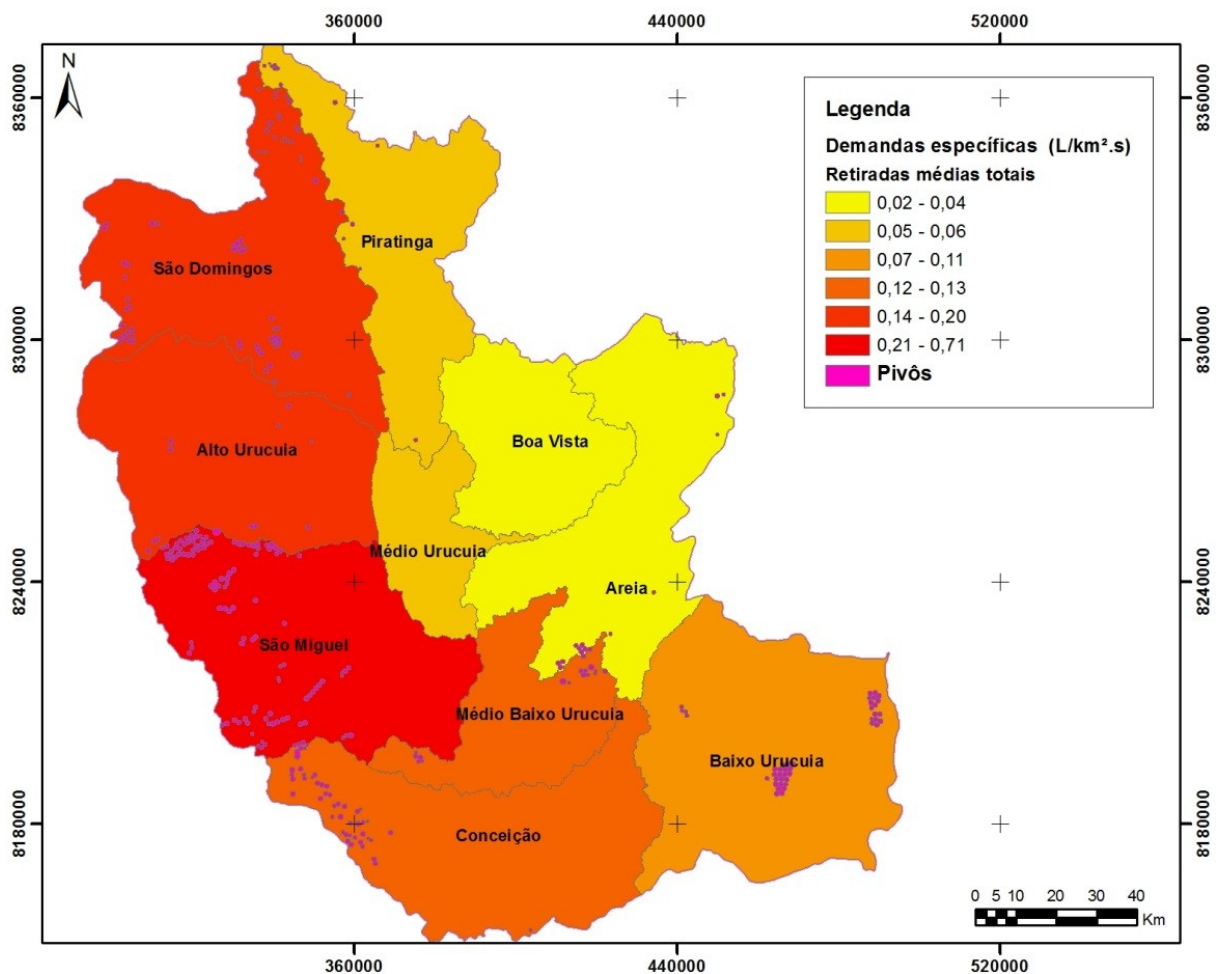 360000 440000 520000
N
8360000 8360000
Legenda
Demandas específicas (L/km².s)
Retiradas médias totais
0,02 - 0,04
0,05 - 0,06
0,07 - 0,11
0,12 - 0,13
0,14 - 0,20
0,21 - 0,71
Pivôs
Piratinga
São Domingos
8300000 8300000
Boa Vista
Alto Urucuia
Médio Urucuia
8240000 8240000
Areia
São Miguel
Médio Baixo Urucuia
Baixo Urucuia
8180000 8180000
Conceição
0 5 10 20 30 40
Km
360000 440000 520000